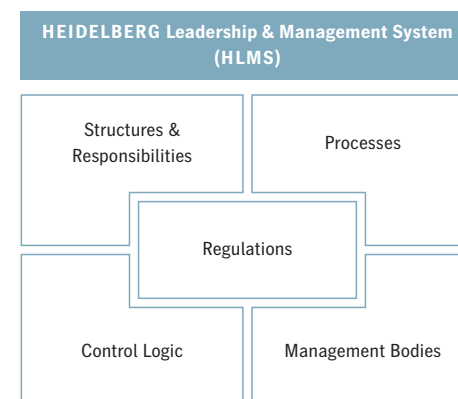 HEIDELBERG Leadership & Management System
(HLMS)
Structures &
Responsibilities
Processes
Regulations
Control Logic
Management Bodies